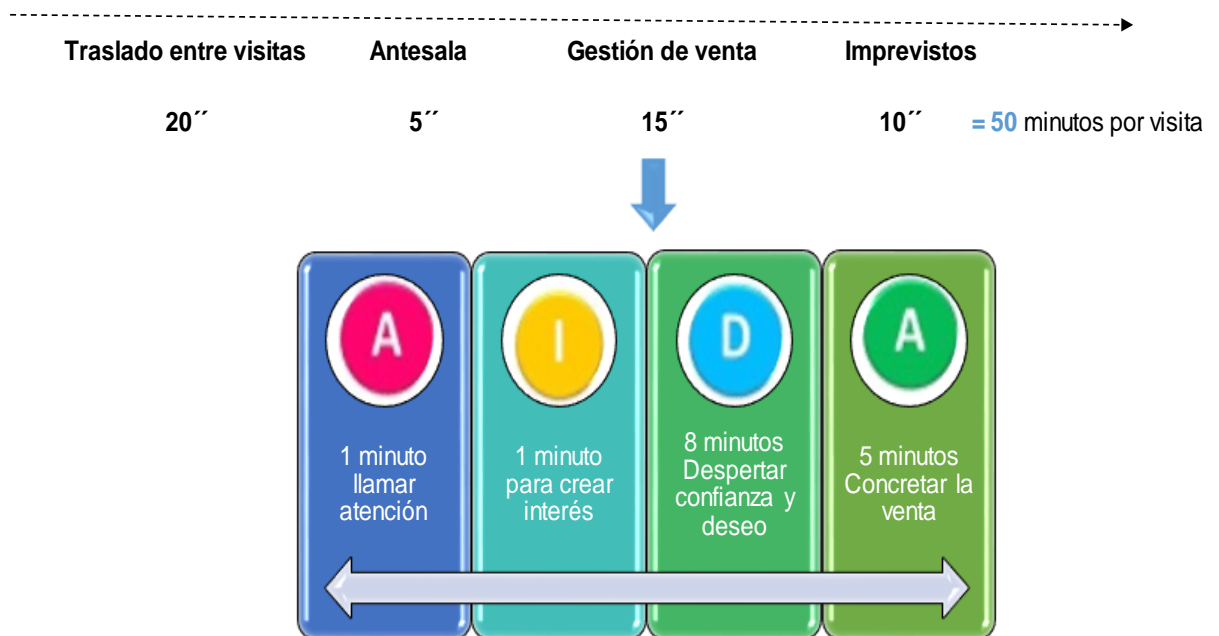 Traslado entre visitas Antesala Gestión de venta Imprevistos
20´´ 5´´ 15´´ 10´´ = 50 minutos por visita
A I D A
1 minuto
llamar
atención
1 minuto
para crear
interés
8 minutos
Despertar
confianza y
deseo
5 minutos
Concretar la
venta